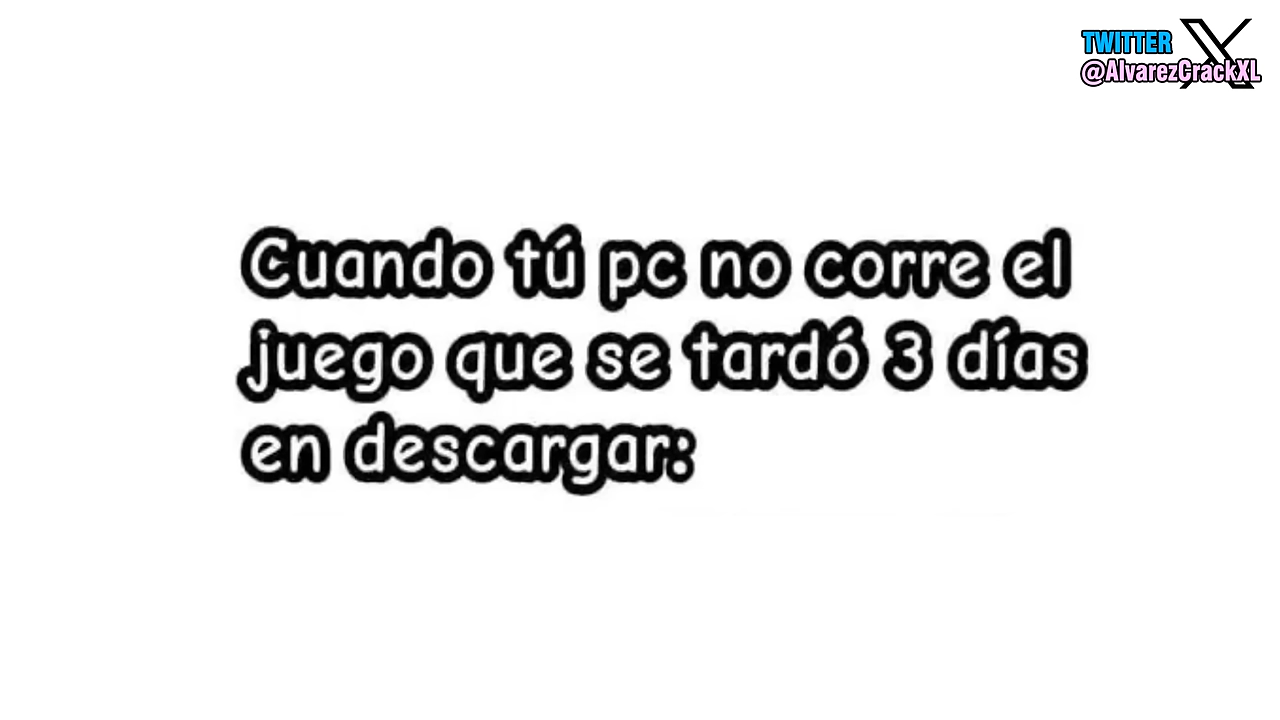 TWITTER
@AlvarezCrackXL
Cuando tú pc no corre el
juego que se tardó 3 días
en descargar: